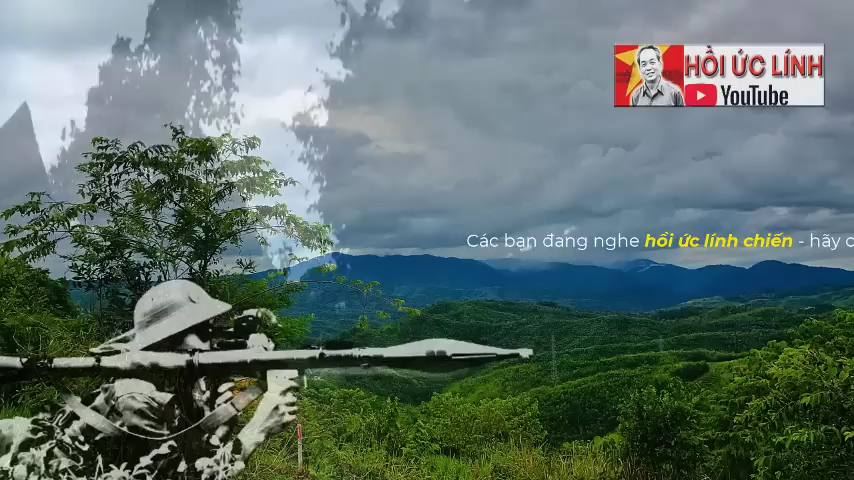 HỒI ỨC LÍNH
YouTube
Các bạn đang nghe hồi ức lính chiến - hãy c